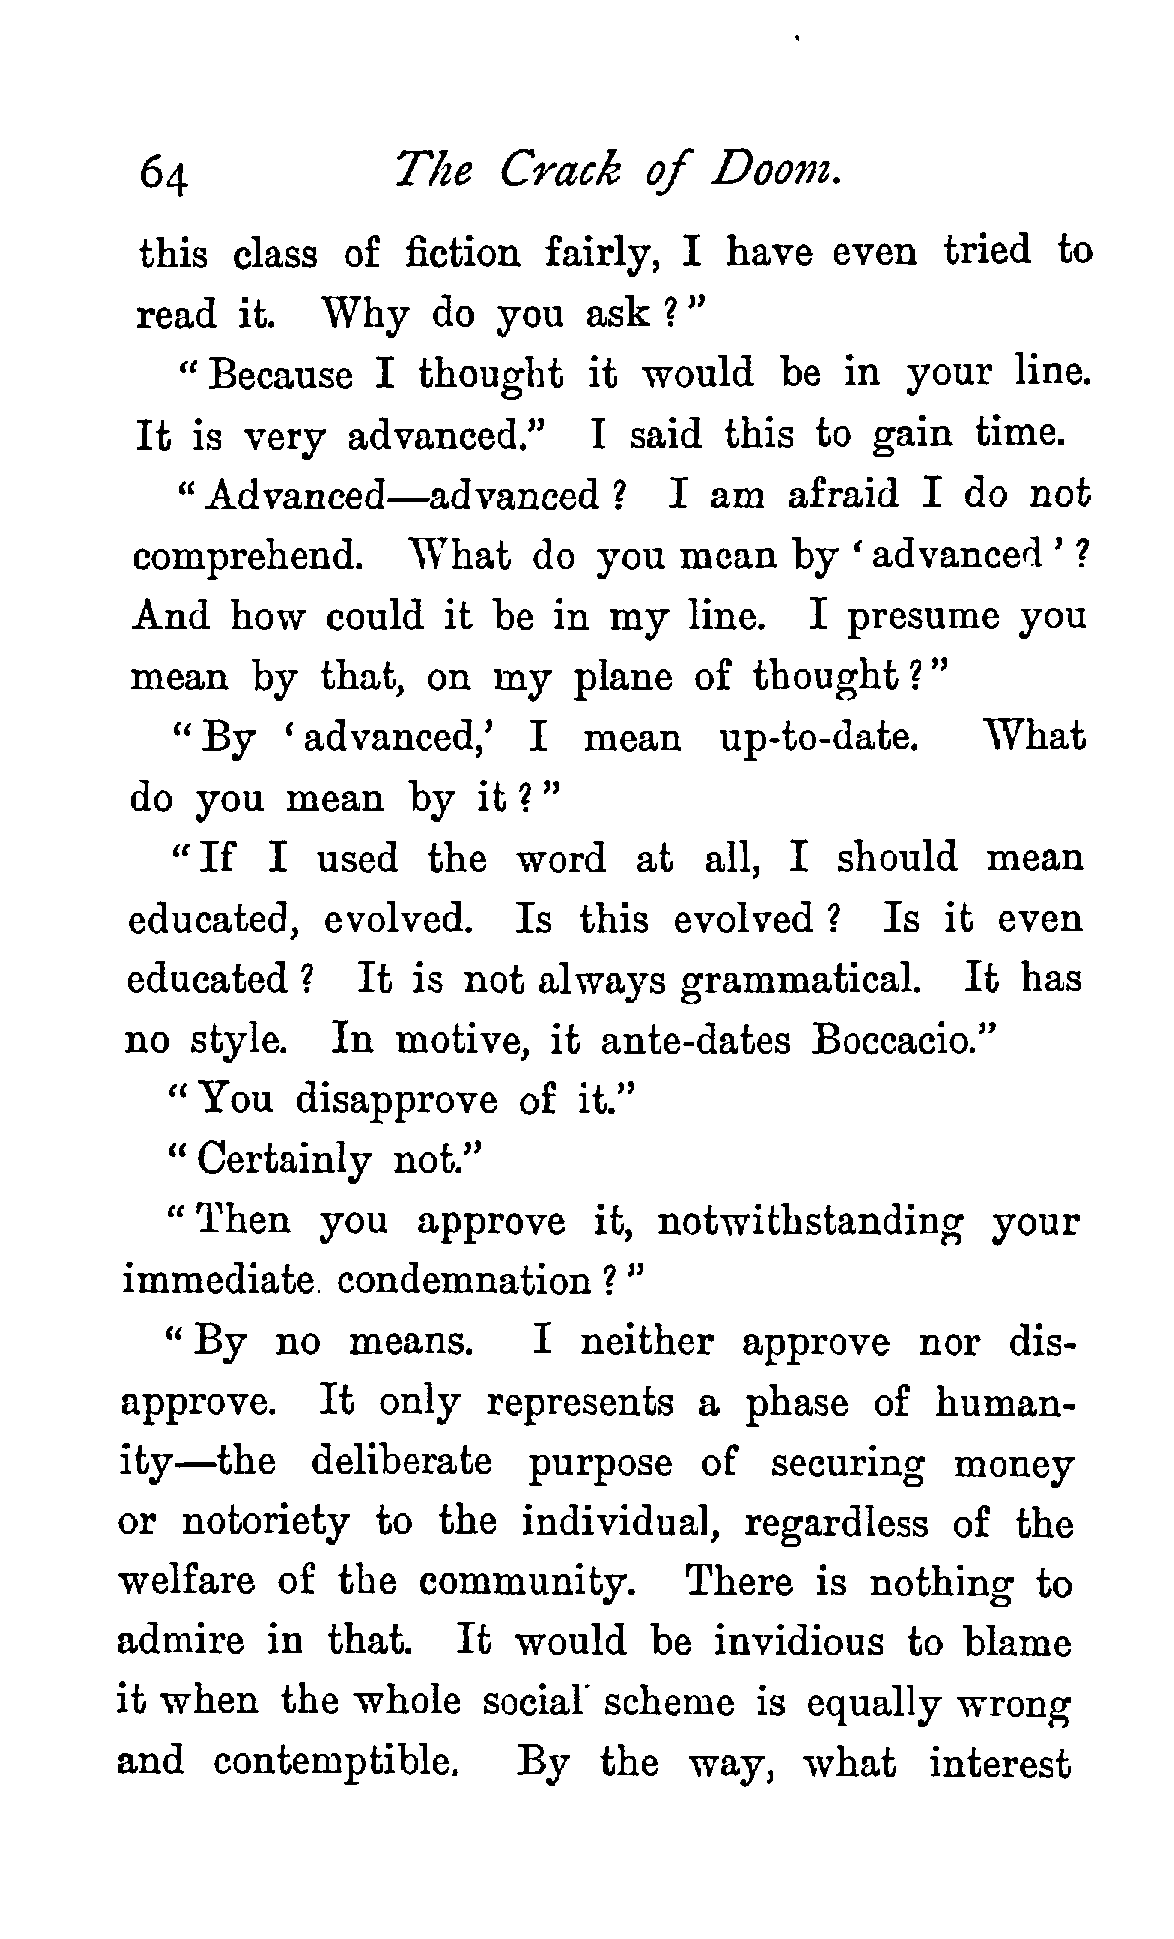 64 The Crack of Doom.
this class of fiction fairly, I have even tried to
read it. Why do you ask?"
"Because I thought it would be in your line.
It is very advanced." I said this to gain time.
"Advanced—advanced? I am afraid I do not
comprehend. What do you mean by 'advanced'?
And how could it be in my line. I presume you
mean by that, on my plane of thought?"
"By 'advanced,' I mean up-to-date. What
do you mean by it?"
"If I used the word at all, I should mean
educated, evolved. Is this evolved? Is it even
educated? It is not always grammatical. It has
no style. In motive, it ante-dates Boccacio."
"You disapprove of it."
"Certainly not."
"Then you approve it, notwithstanding your
immediate condemnation?"
"By no means. I neither approve nor dis-
approve. It only represents a phase of human-
ity—the deliberate purpose of securing money
or notoriety to the individual, regardless of the
welfare of the community. There is nothing to
admire in that. It would be invidious to blame
it when the whole social scheme is equally wrong
and contemptible. By the way, what interest